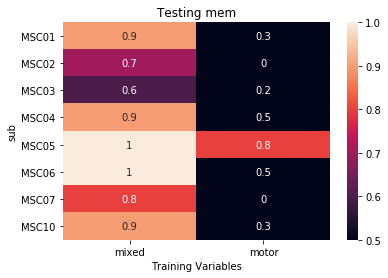 Testing mem
sub
MSC01 0.9 0.3
MSC02 0.7 0
MSC03 0.6 0.2
MSC04 0.9 0.5
MSC05 1 0.8
MSC06 1 0.5
MSC07 0.8 0
MSC10 0.9 0.3
mixed motor
Training Variables
1.0
0.9
0.8
0.7
0.6
0.5